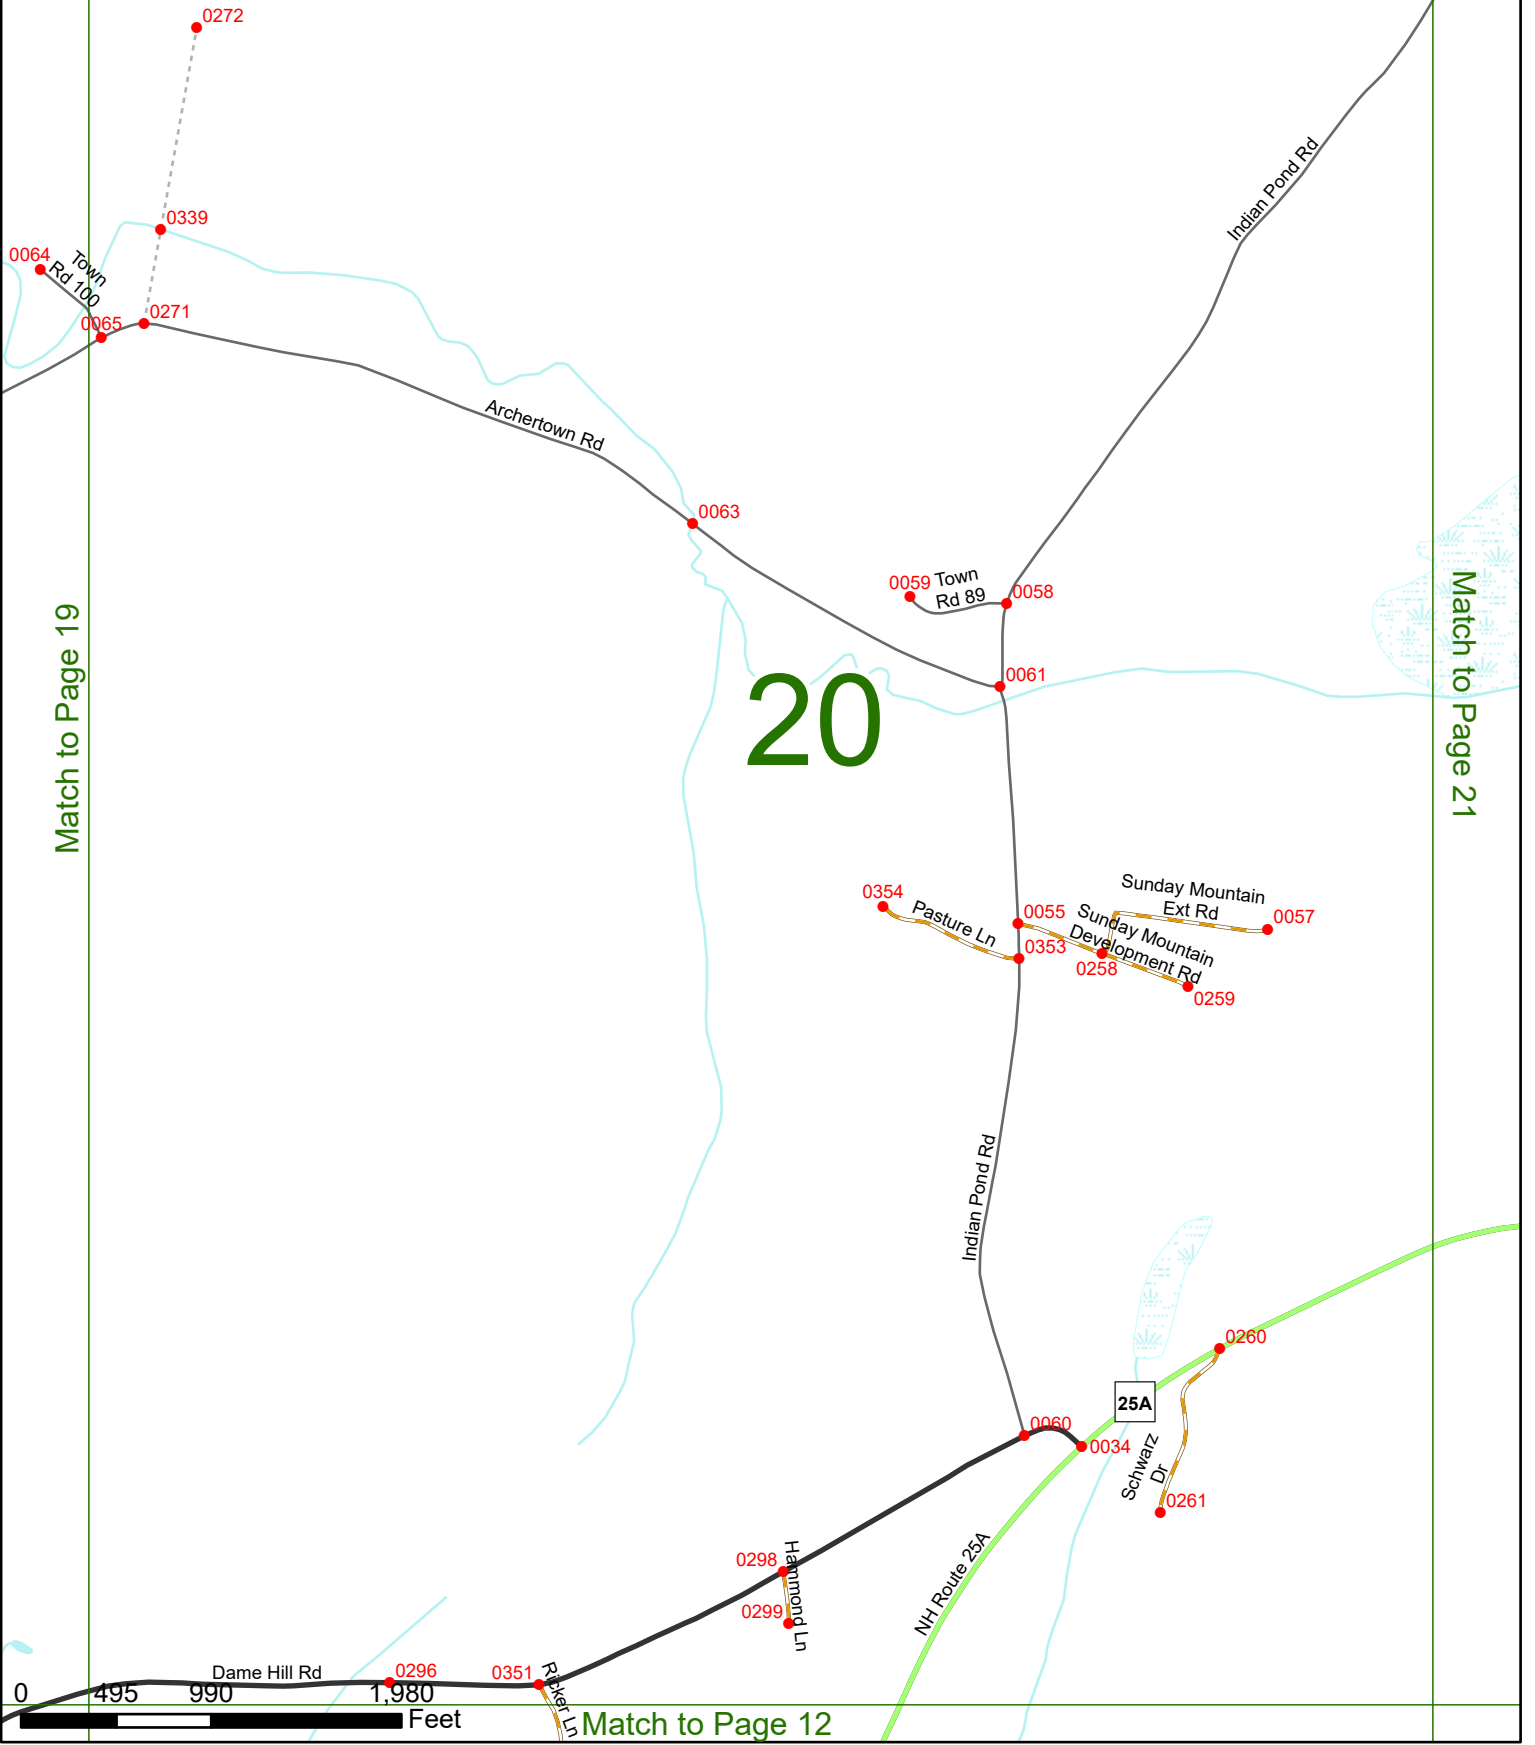 0272
Indian Pond Rd
0339
0064
Town
Rd 100
0271
0065
Archertown Rd
0063
0059
Town
Rd 89
0058
0061
Match to Page 19
20
Match to Page 21
0354
Pasture Ln
0055
0353
Sunday Mountain
Ext Rd
0057
Sunday Mountain
Development Rd
0258
0259
Indian Pond Rd
0260
25A
0060
0034
Schwarz
Dr
0261
NH Route 25A
0298
Hammond Ln
0299
Dame Hill Rd
0296
0351
Ricker Ln
0 495 990 1,980
Feet
Match to Page 12